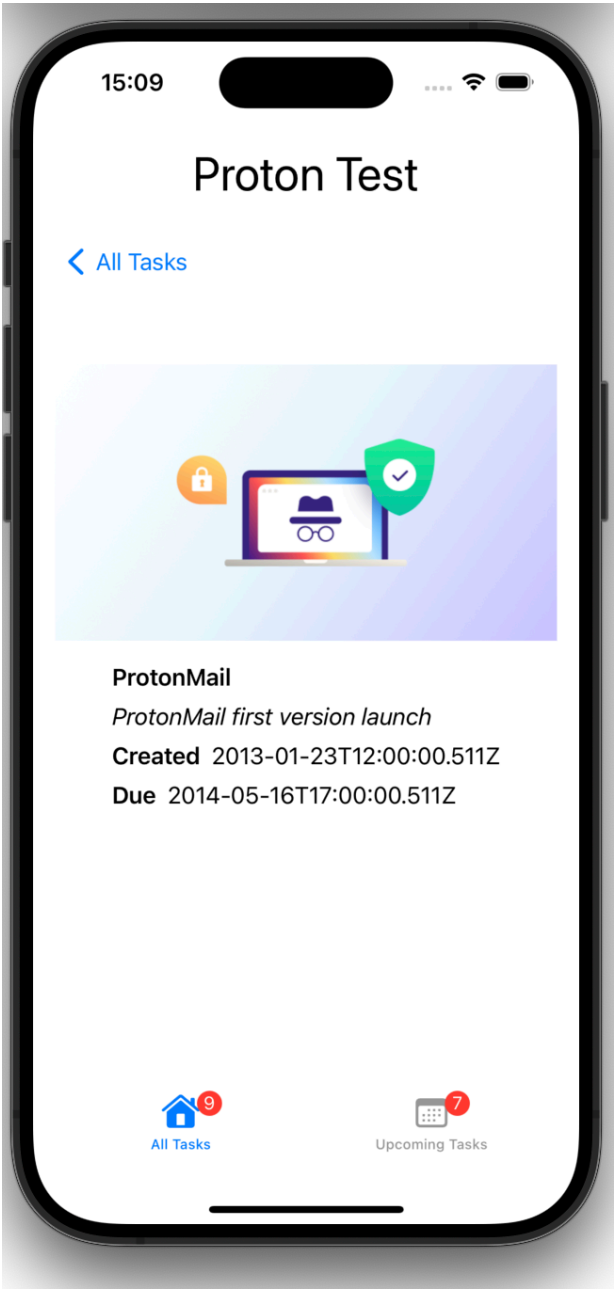 15:09
Proton Test
All Tasks
ProtonMail
ProtonMail first version launch
Created 2013-01-23T12:00:00.511Z
Due 2014-05-16T17:00:00.511Z
9
7
All Tasks
Upcoming Tasks